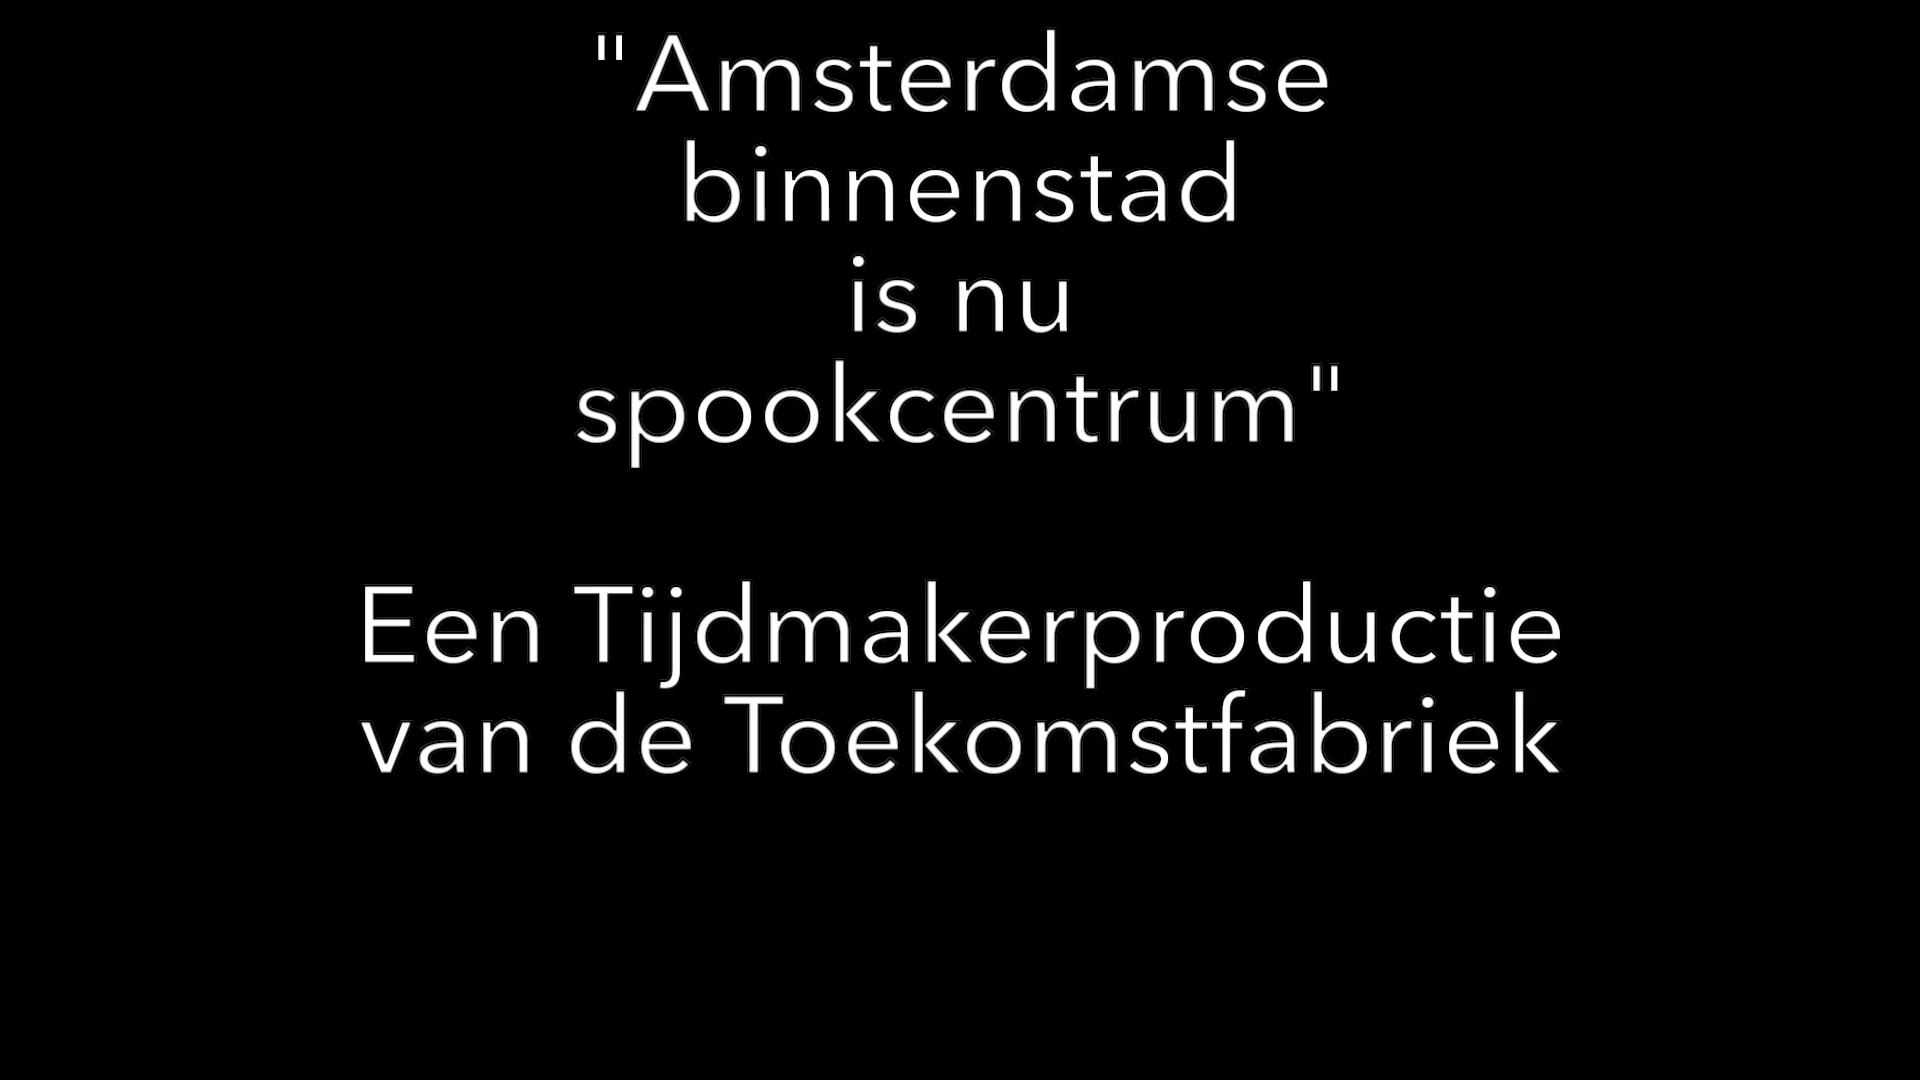 "Amsterdamse
binnenstad
is nu
spookcentrum"
Een Tijdmakerproductie
van de Toekomstfabriek